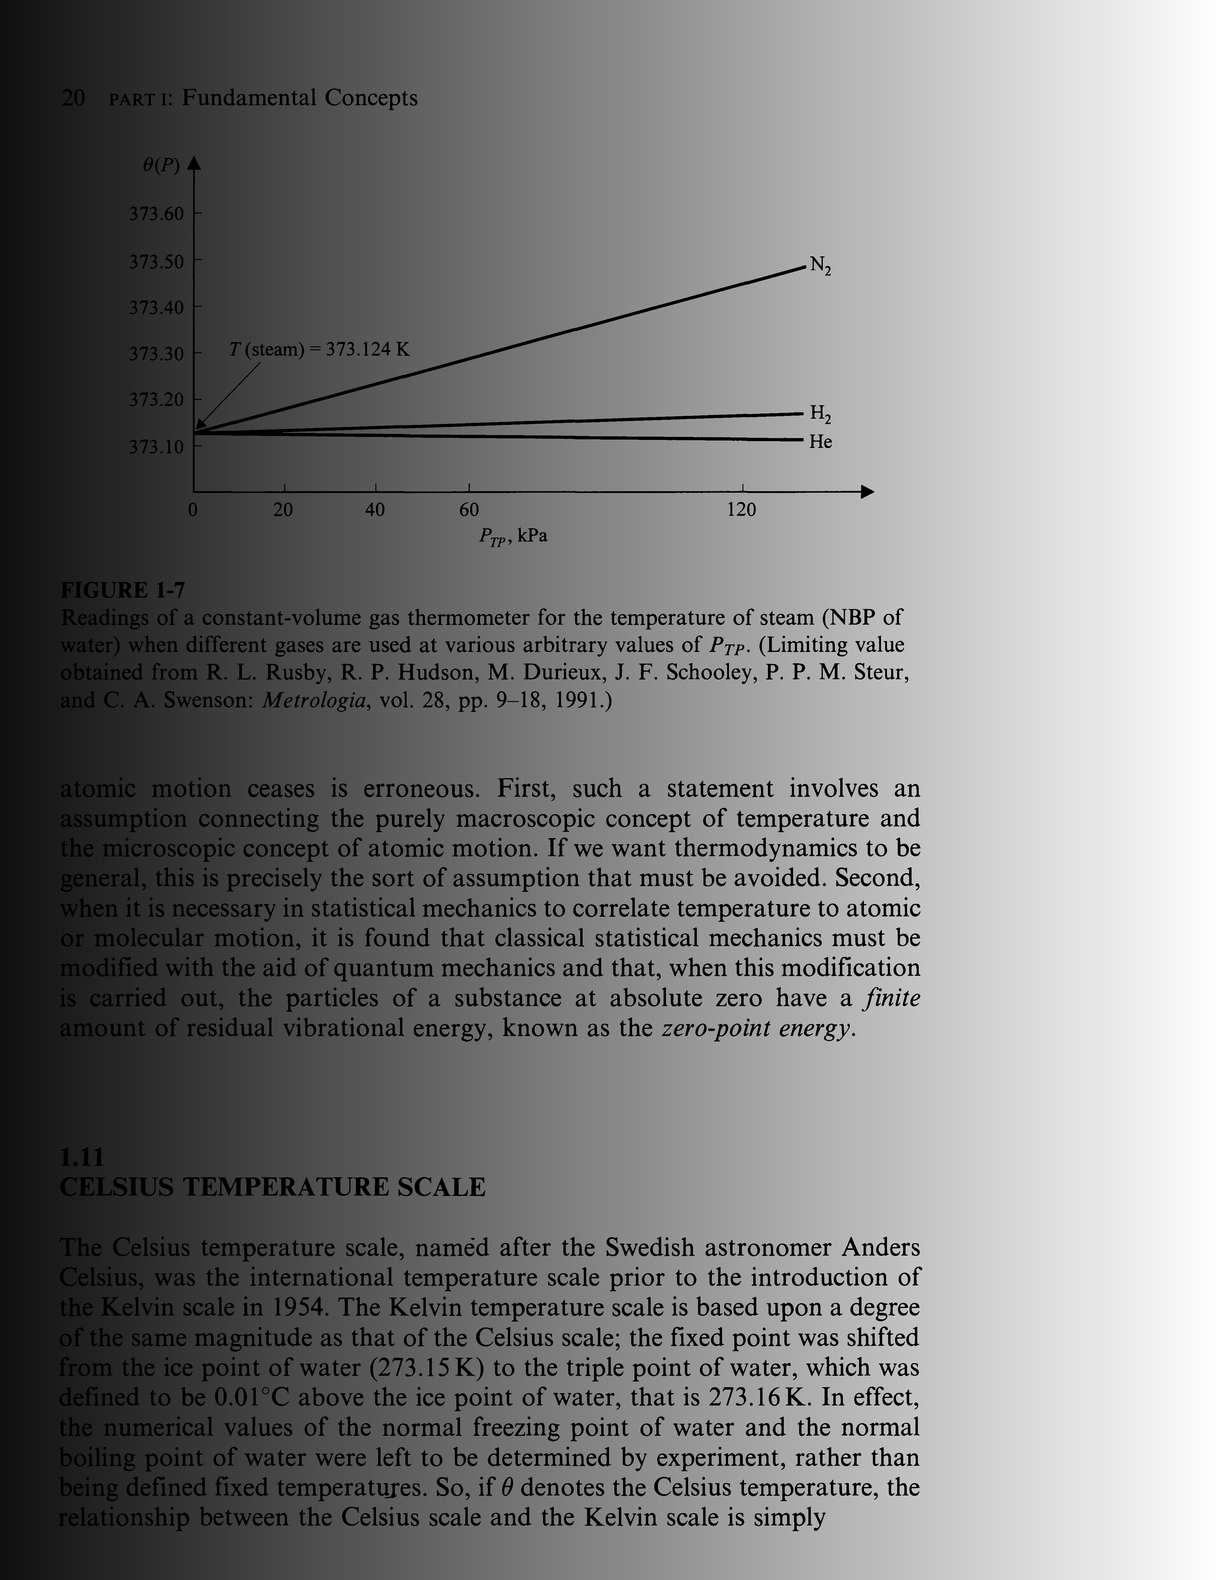 20 PART I: Fundamental Concepts
θ(P)
373.60
373.50
N₂
373.40
373.30
T (steam) = 373.124 K
373.20
H₂
373.10
He
0 20 40 60 120
P_TP, kPa
FIGURE 1-7
Readings of a constant-volume gas thermometer for the temperature of steam (NBP of
water) when different gases are used at various arbitrary values of P_TP. (Limiting value
obtained from R. L. Rusby, R. P. Hudson, M. Durieux, J. F. Schooley, P. P. M. Steur,
and C. A. Swenson: Metrologia, vol. 28, pp. 9–18, 1991.)
atomic motion ceases is erroneous. First, such a statement involves an
assumption connecting the purely macroscopic concept of temperature and
the microscopic concept of atomic motion. If we want thermodynamics to be
general, this is precisely the sort of assumption that must be avoided. Second,
when it is necessary in statistical mechanics to correlate temperature to atomic
or molecular motion, it is found that classical statistical mechanics must be
modified with the aid of quantum mechanics and that, when this modification
is carried out, the particles of a substance at absolute zero have a finite
amount of residual vibrational energy, known as the zero-point energy.
1.11
CELSIUS TEMPERATURE SCALE
The Celsius temperature scale, named after the Swedish astronomer Anders
Celsius, was the international temperature scale prior to the introduction of
the Kelvin scale in 1954. The Kelvin temperature scale is based upon a degree
of the same magnitude as that of the Celsius scale; the fixed point was shifted
from the ice point of water (273.15 K) to the triple point of water, which was
defined to be 0.01°C above the ice point of water, that is 273.16 K. In effect,
the numerical values of the normal freezing point of water and the normal
boiling point of water were left to be determined by experiment, rather than
being defined fixed temperatures. So, if θ denotes the Celsius temperature, the
relationship between the Celsius scale and the Kelvin scale is simply